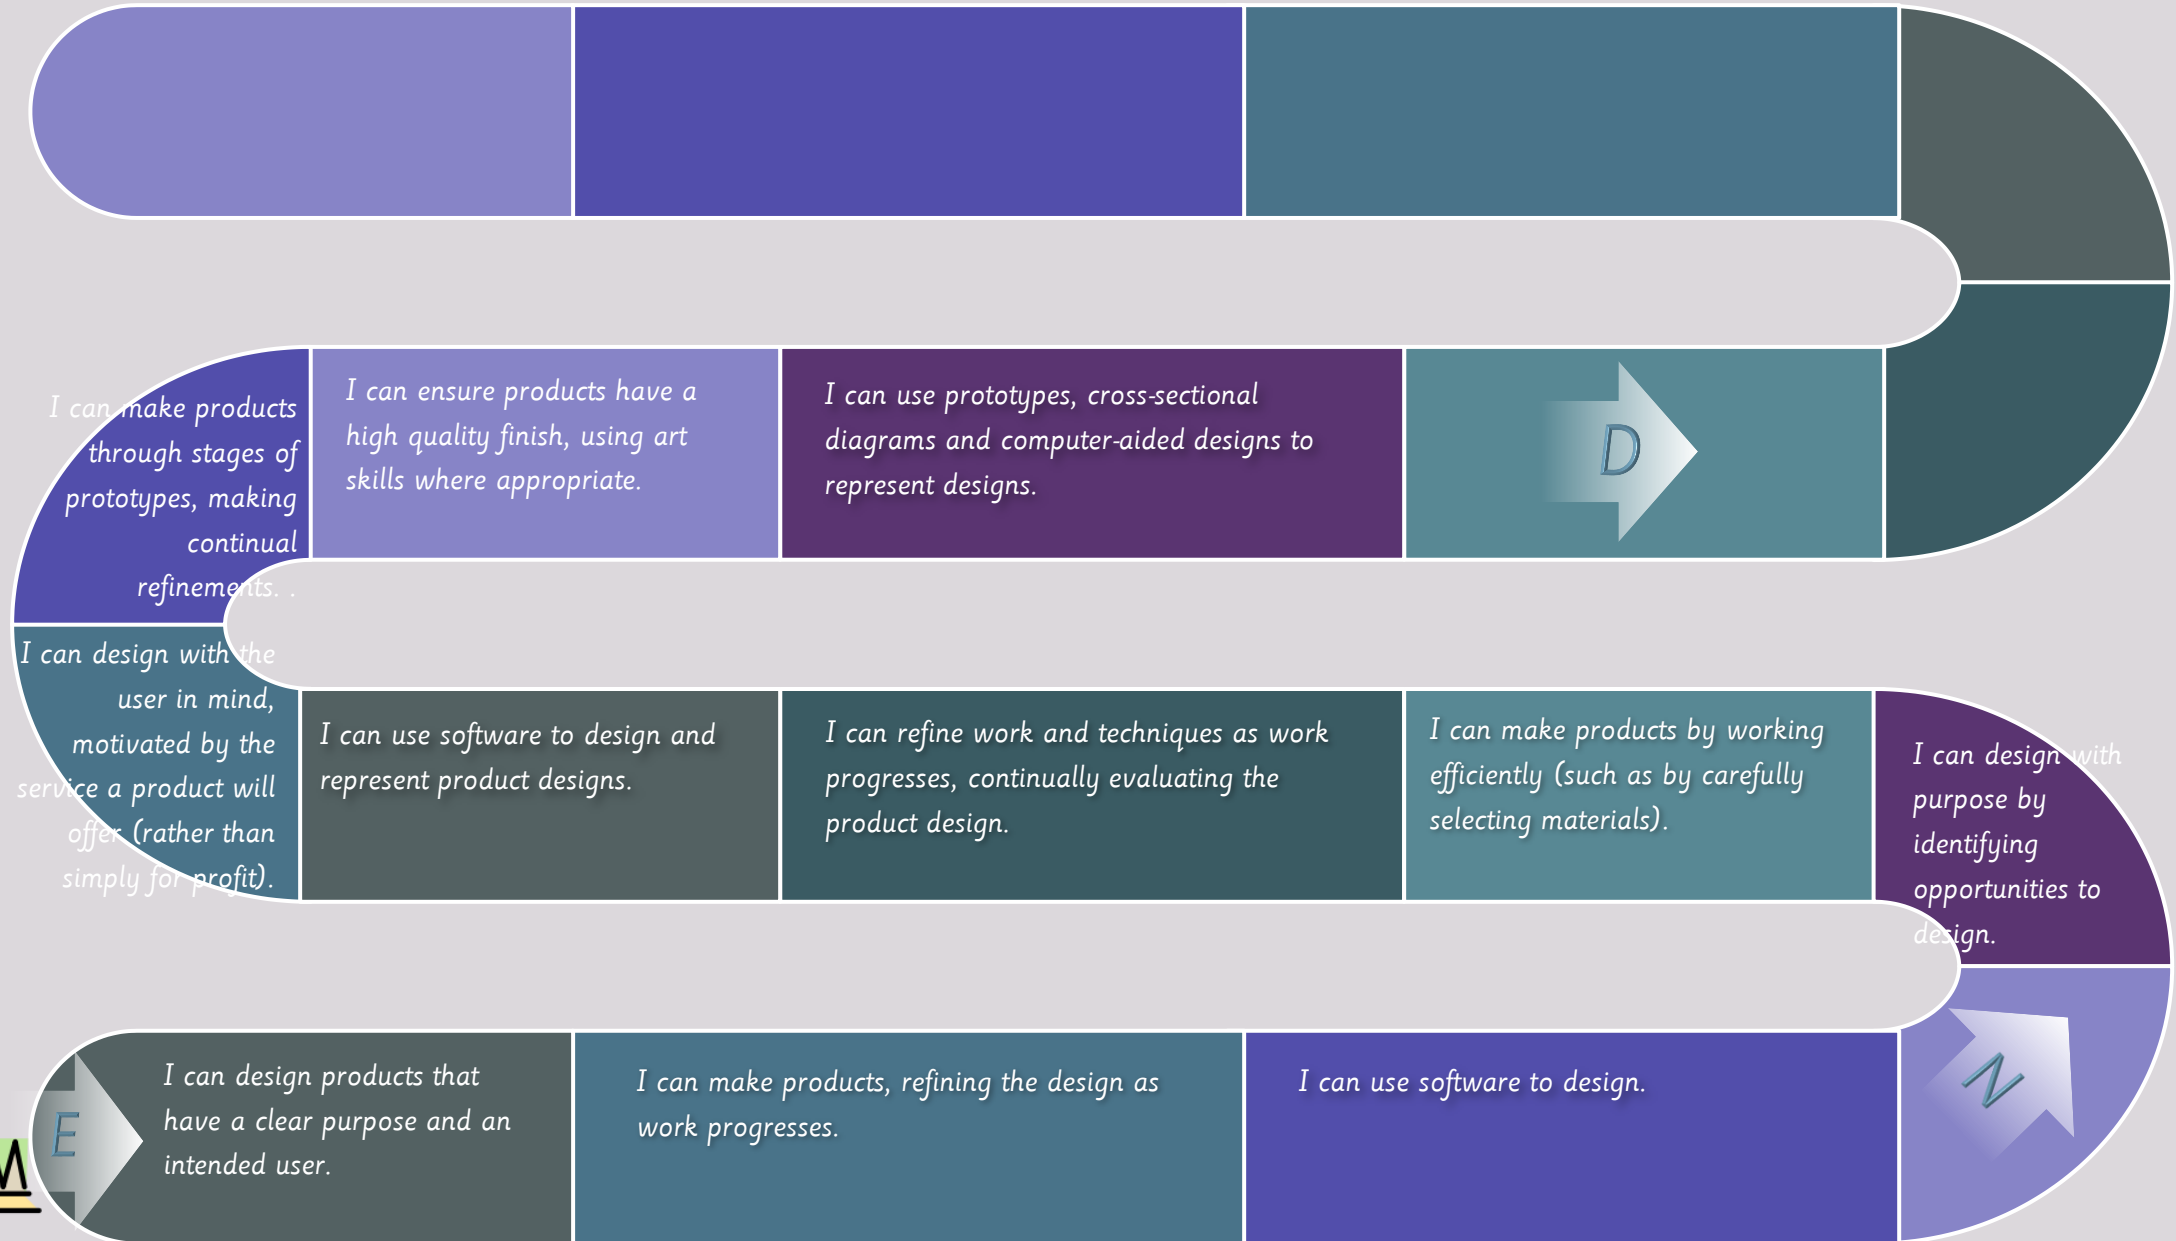 I can make products
through stages of
prototypes, making
continual
refinements. .
I can ensure products have a
high quality finish, using art
skills where appropriate.
I can use prototypes, cross-sectional
diagrams and computer-aided designs to
represent designs.
D
I can design with the
user in mind,
motivated by the
service a product will
offer (rather than
simply for profit).
I can use software to design and
represent product designs.
I can refine work and techniques as work
progresses, continually evaluating the
product design.
I can make products by working
efficiently (such as by carefully
selecting materials).
I can design with
purpose by
identifying
opportunities to
design.
M
E
I can design products that
have a clear purpose and an
intended user.
I can make products, refining the design as
work progresses.
I can use software to design.
N